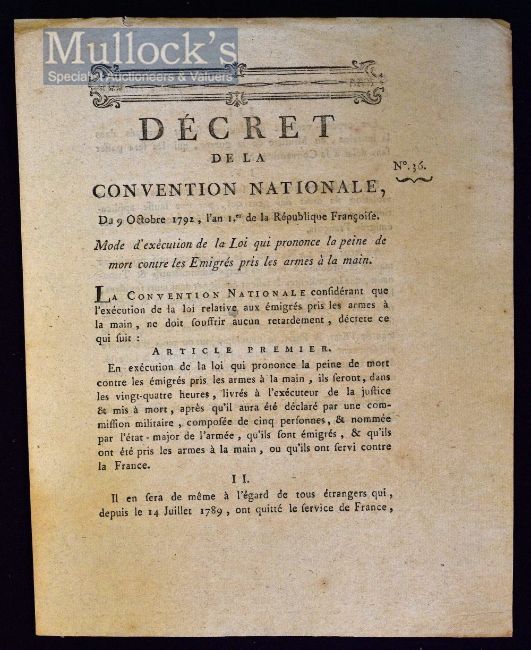 Mullock's
Specialist Auctioneers & Valuers
DÉCRET
DE LA
CONVENTION NATIONALE,
N°. 36.
Du 9 Octobre 1792, l'an 1.er de la République Françoise.
Mode d'exécution de la Loi qui prononce la peine de
mort contre les Emigrés pris les armes à la main.
LA CONVENTION NATIONALE considérant que
l'exécution de la loi relative aux émigrés pris les armes à
la main, ne doit souffrir aucun retardement, décrete ce
qui suit :
ARTICLE PREMIER.
En exécution de la loi qui prononce la peine de mort
contre les émigrés pris les armes à la main, ils seront, dans
les vingt-quatre heures, livrés à l'exécuteur de la justice
& mis à mort, après qu'il aura été déclaré par une com-
mission militaire, composée de cinq personnes, & nommée
par l'état-major de l'armée, qu'ils sont émigrés, & qu'ils
ont été pris les armes à la main, ou qu'ils ont servi contre
la France.
II.
Il en sera de même à l'égard de tous étrangers qui,
depuis le 14 Juillet 1789, ont quitté le service de France,